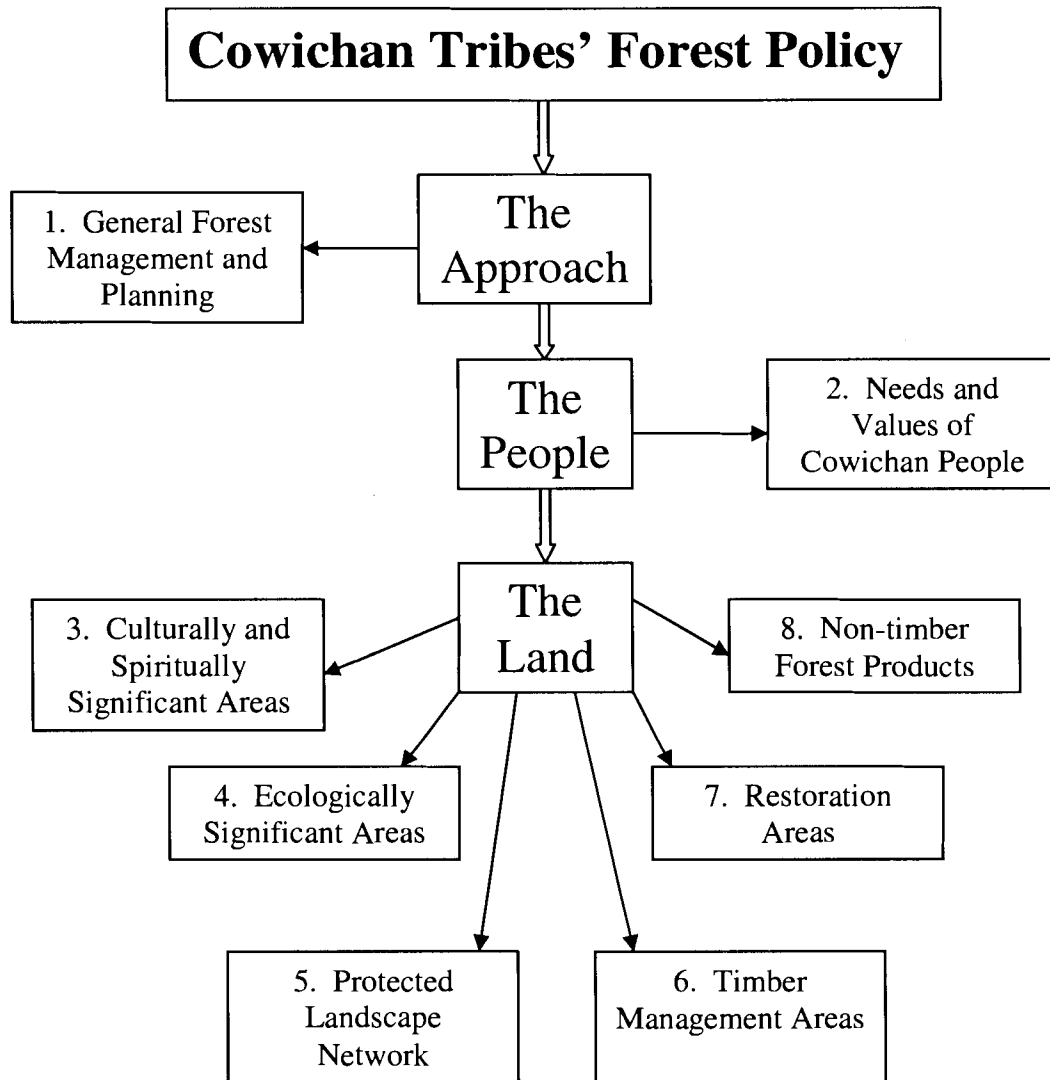 Cowichan Tribes' Forest Policy
The
Approach
1. General Forest
Management and
Planning
The
People
2. Needs and
Values of
Cowichan People
The
Land
3. Culturally and
Spiritually
Significant Areas
8. Non-timber
Forest Products
4. Ecologically
Significant Areas
7. Restoration
Areas
5. Protected
Landscape
Network
6. Timber
Management Areas